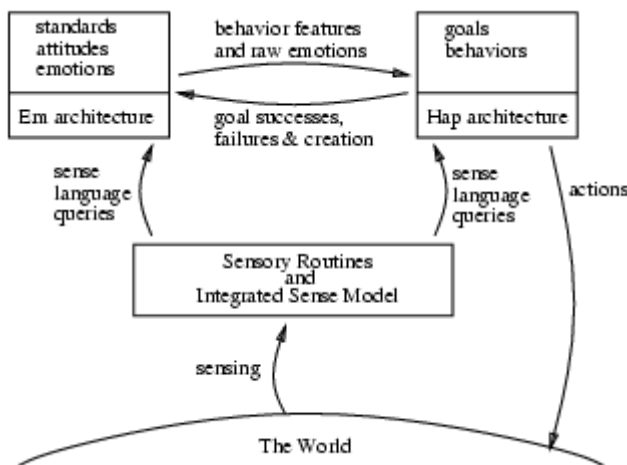 standards
attitudes
emotions
Em architecture
behavior features
and raw emotions
goal successes,
failures & creation
goals
behaviors
Hap architecture
sense
language
queries
sense
language
queries
actions
Sensory Routines
and
Integrated Sense Model
sensing
The World